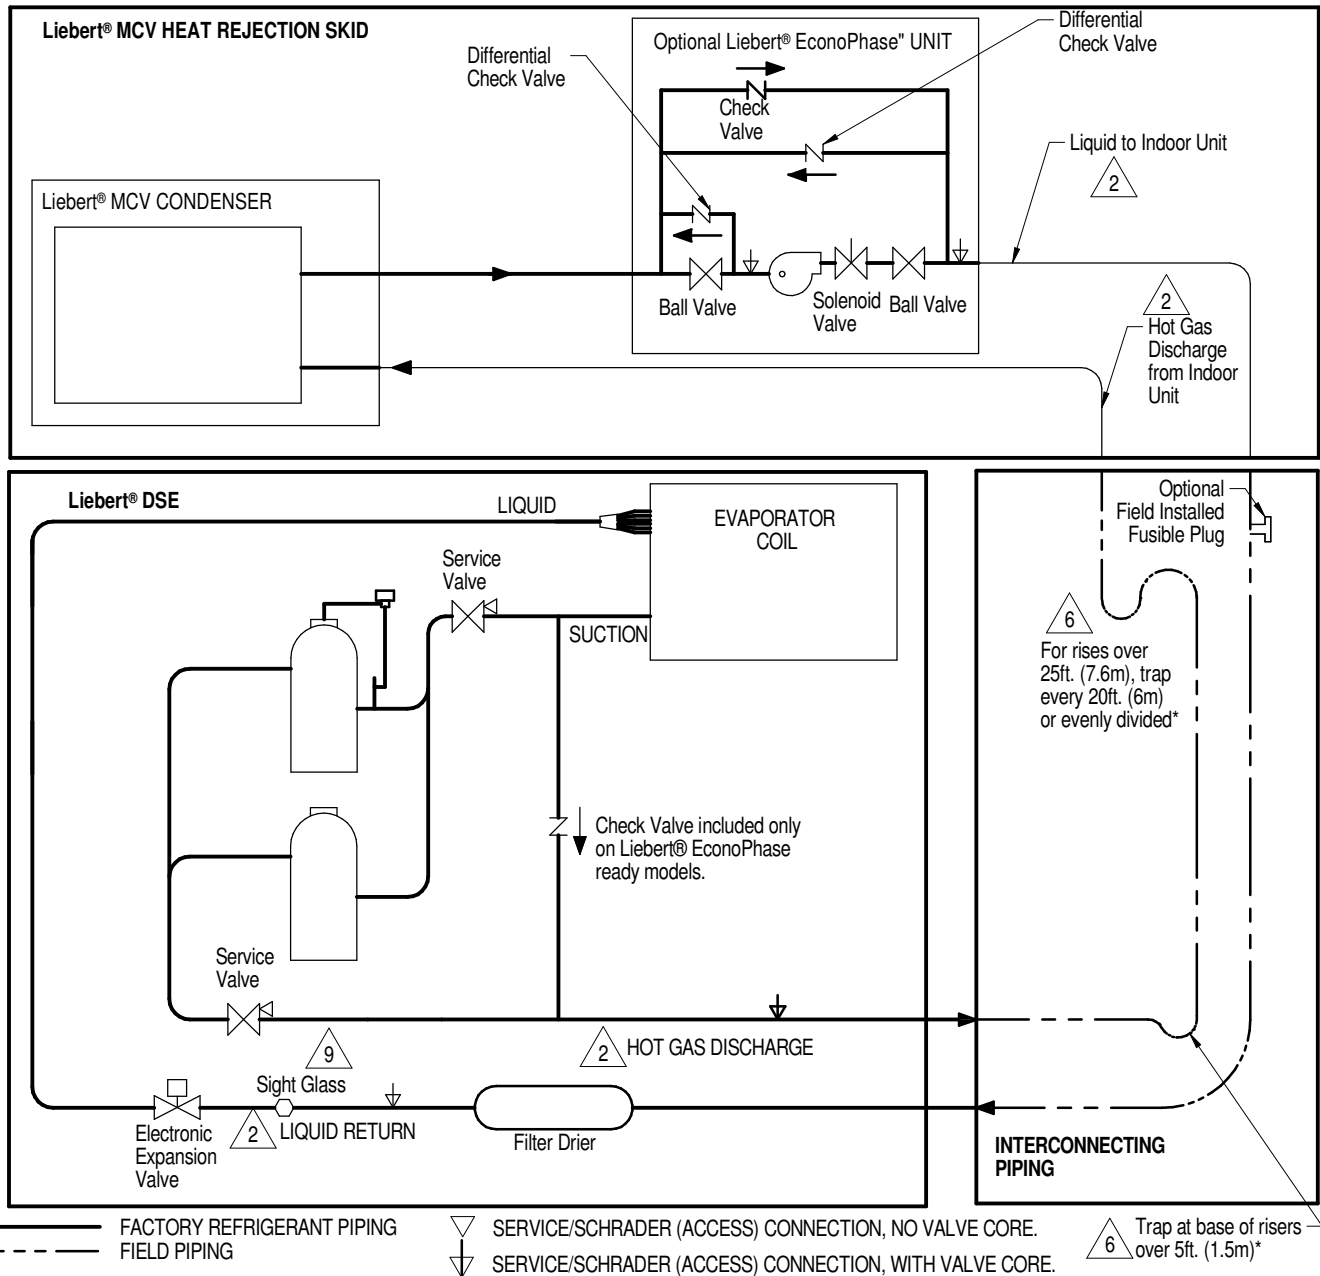 Liebert® MCV HEAT REJECTION SKID
Optional Liebert® EconoPhase" UNIT
Differential
Check Valve
Differential
Check Valve
Check
Valve
Liquid to Indoor Unit
2
Liebert® MCV CONDENSER
Ball Valve
Solenoid
Valve
Ball Valve
2
Hot Gas
Discharge
from Indoor
Unit
Liebert® DSE
LIQUID
EVAPORATOR
COIL
Service
Valve
SUCTION
Optional
Field Installed
Fusible Plug
6
For rises over
25ft. (7.6m), trap
every 20ft. (6m)
or evenly divided*
Check Valve included only
on Liebert® EconoPhase
ready models.
Service
Valve
9
2
HOT GAS DISCHARGE
Sight Glass
2
LIQUID RETURN
Electronic
Expansion
Valve
Filter Drier
INTERCONNECTING
PIPING
FACTORY REFRIGERANT PIPING
FIELD PIPING
SERVICE/SCHRADER (ACCESS) CONNECTION, NO VALVE CORE.
SERVICE/SCHRADER (ACCESS) CONNECTION, WITH VALVE CORE.
6
Trap at base of risers
over 5ft. (1.5m)*